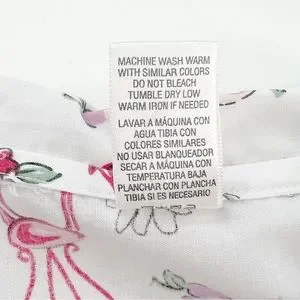 MACHINE WASH WARM
WITH SIMILAR COLORS
DO NOT BLEACH
TUMBLE DRY LOW
WARM IRON IF NEEDED
LAVAR A MÁQUINA CON
AGUA TIBIA CON
COLORES SIMILARES
NO USAR BLANQUEADOR
SECAR A MÁQUINA CON
TEMPERATURA BAJA
PLANCHAR CON PLANCHA
TIBIA SI ES NECESARIO